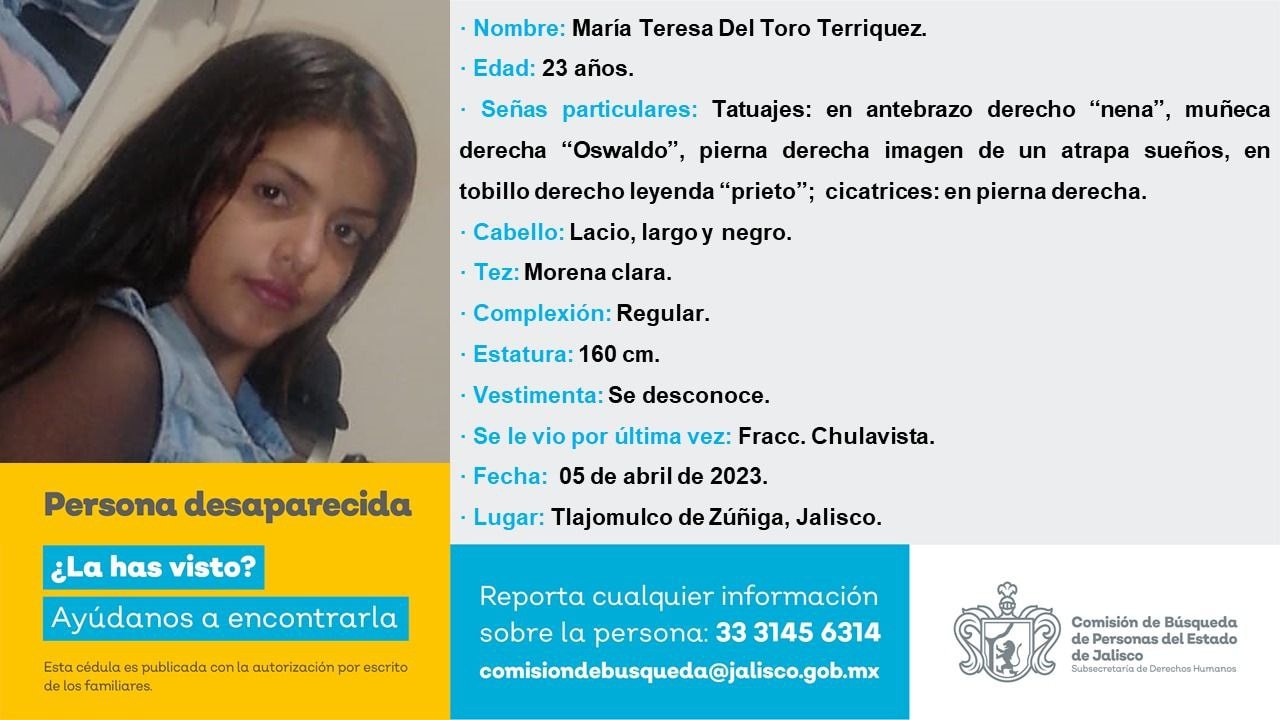 · Nombre: María Teresa Del Toro Terriquez.
· Edad: 23 años.
· Señas particulares: Tatuajes: en antebrazo derecho “nena”, muñeca
derecha “Oswaldo”, pierna derecha imagen de un atrapa sueños, en
tobillo derecho leyenda “prieto”; cicatrices: en pierna derecha.
· Cabello: Lacio, largo y negro.
· Tez: Morena clara.
· Complexión: Regular.
· Estatura: 160 cm.
· Vestimenta: Se desconoce.
· Se le vio por última vez: Fracc. Chulavista.
· Fecha: 05 de abril de 2023.
· Lugar: Tlajomulco de Zúñiga, Jalisco.
Persona desaparecida
¿La has visto?
Ayúdanos a encontrarla
Esta cédula es publicada con la autorización por escrito
de los familiares.
Reporta cualquier información
sobre la persona: 33 3145 6314
comisiondebusqueda@jalisco.gob.mx
Comisión de Búsqueda
de Personas del Estado
de Jalisco
Subsecretaría de Derechos Humanos